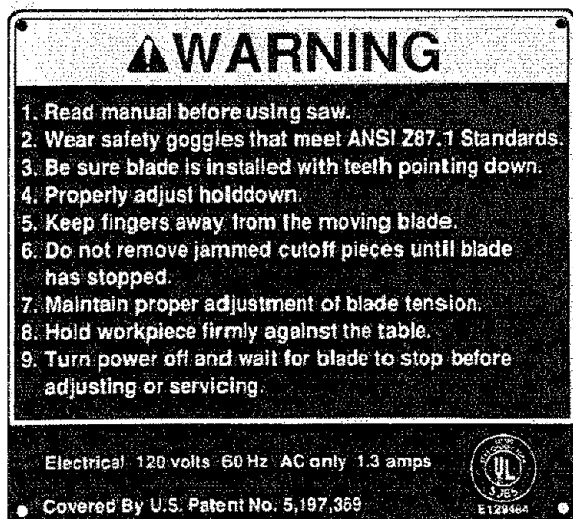 WARNING
1. Read manual before using saw.
2. Wear safety goggles that meet ANSI Z87.1 Standards.
3. Be sure blade is installed with teeth pointing down.
4. Properly adjust holddown.
5. Keep fingers away from the moving blade.
6. Do not remove jammed cutoff pieces until blade
has stopped.
7. Maintain proper adjustment of blade tension.
8. Hold workpiece firmly against the table.
9. Turn power off and wait for blade to stop before
adjusting or servicing.
Electrical 120 volts 60 Hz AC only 1.3 amps
UL
Covered By U.S. Patent No. 5,197,369